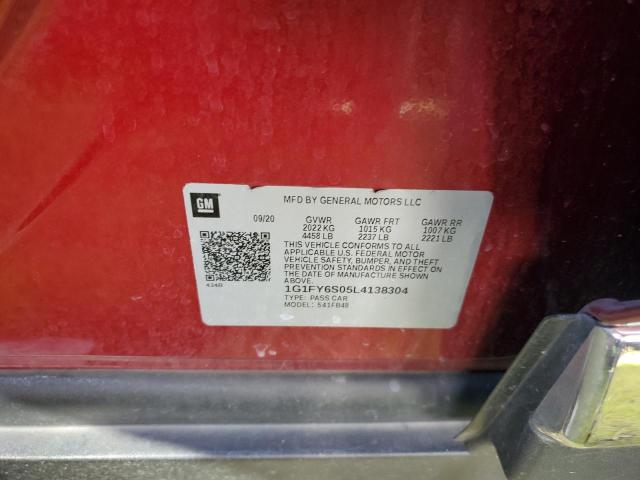 GM
MFD BY GENERAL MOTORS LLC
09/20 GVWR GAWR FRT GAWR RR
2022 KG 1015 KG 1007 KG
4458 LB 2237 LB 2221 LB
THIS VEHICLE CONFORMS TO ALL
APPLICABLE U.S. FEDERAL MOTOR
VEHICLE SAFETY, BUMPER, AND THEFT
PREVENTION STANDARDS IN EFFECT ON
THE DATE OF MANUFACTURE SHOWN
ABOVE.
1G1FY6S05L4138304
TYPE: PASS CAR
MODEL: 541FB48